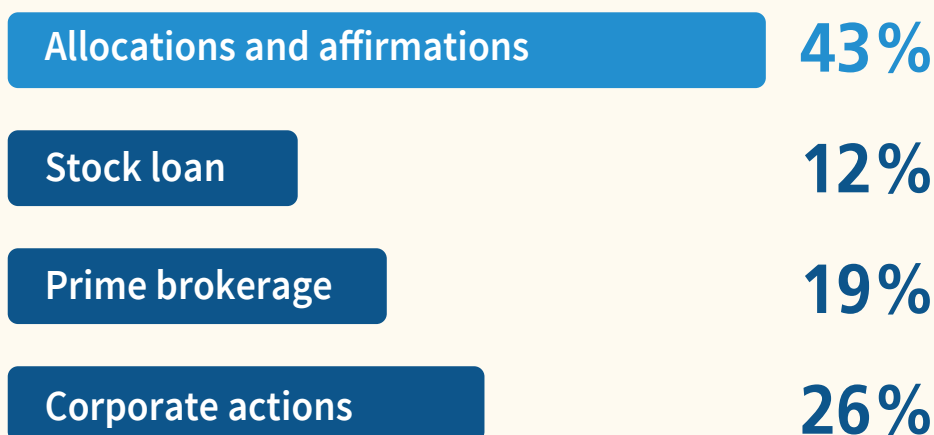 Allocations and affirmations 43%
Stock loan 12%
Prime brokerage 19%
Corporate actions 26%